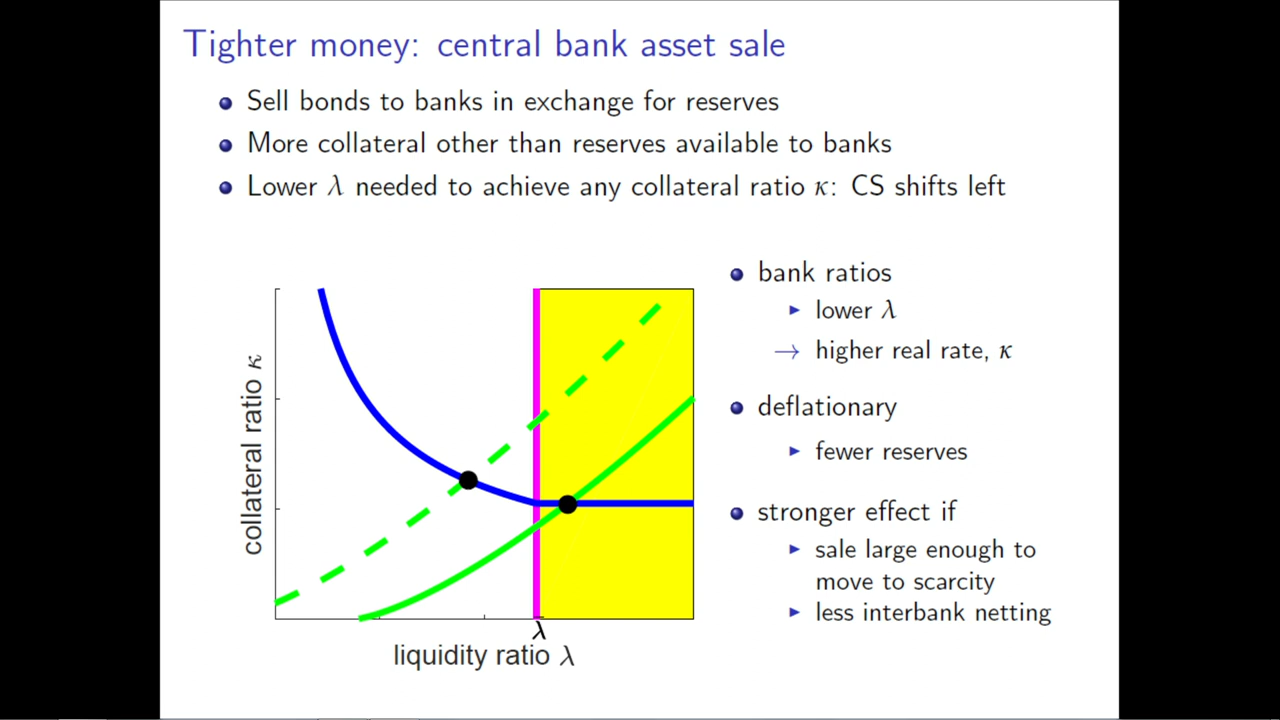 Tighter money: central bank asset sale
Sell bonds to banks in exchange for reserves
More collateral other than reserves available to banks
Lower λ needed to achieve any collateral ratio κ: CS shifts left
collateral ratio κ
λ
liquidity ratio λ
bank ratios
lower λ
→ higher real rate, κ
deflationary
fewer reserves
stronger effect if
sale large enough to
move to scarcity
less interbank netting